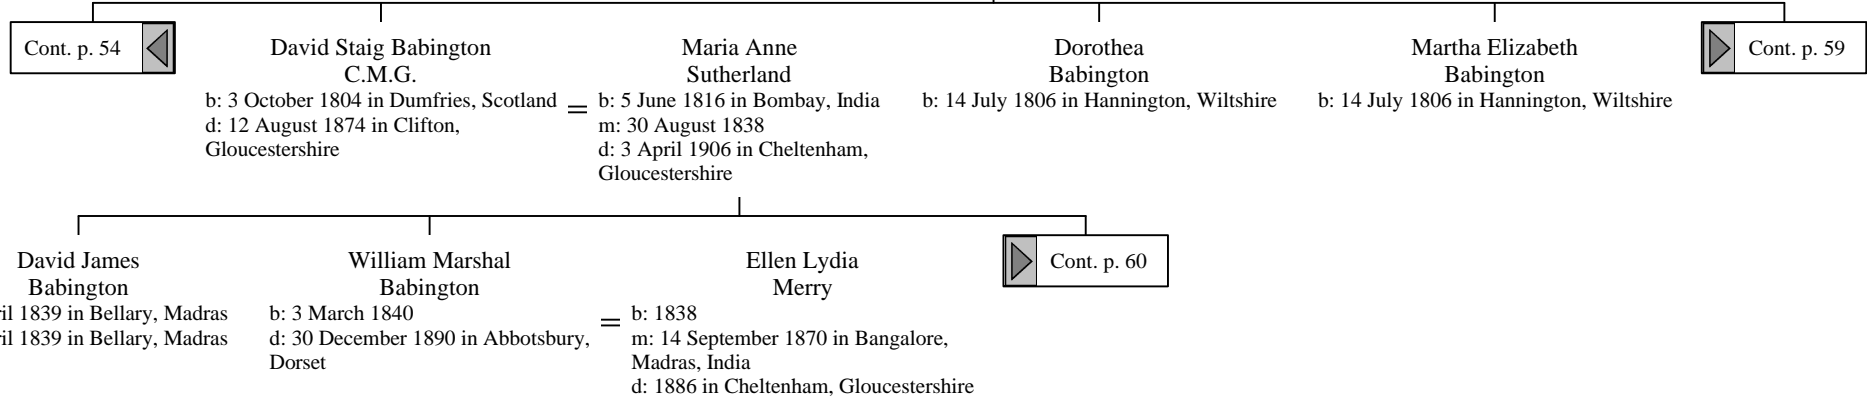 Cont. p. 54
David Staig Babington
C.M.G.
b: 3 October 1804 in Dumfries, Scotland
d: 12 August 1874 in Clifton,
Gloucestershire
=
Maria Anne
Sutherland
b: 5 June 1816 in Bombay, India
m: 30 August 1838
d: 3 April 1906 in Cheltenham,
Gloucestershire
Dorothea
Babington
b: 14 July 1806 in Hannington, Wiltshire
Martha Elizabeth
Babington
b: 14 July 1806 in Hannington, Wiltshire
Cont. p. 59
David James
Babington
1839 in Bellary, Madras
1839 in Bellary, Madras
William Marshal
Babington
b: 3 March 1840
d: 30 December 1890 in Abbotsbury,
Dorset
=
Ellen Lydia
Merry
b: 1838
m: 14 September 1870 in Bangalore,
Madras, India
d: 1886 in Cheltenham, Gloucestershire
Cont. p. 60